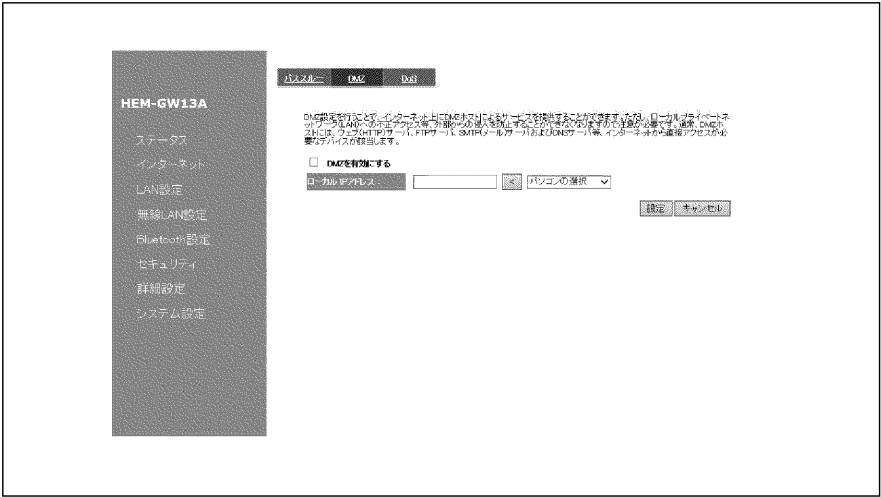 HEM-GW13A
ステータス
インターネット
LAN設定
無線LAN設定
Bluetooth設定
セキュリティ
詳細設定
システム設定
パススルー DMZ DoS
DMZ設定を行うことで、インターネット上にDMZホストによるサービスを提供することができます。ただし、ローカルプライベートネ
ットワーク(LAN)への不正アクセス等、外部からの侵入を防止することができなくなりますので注意が必要です。通常、DMZホ
ストには、ウェブ(HTTP)サーバ、FTPサーバ、SMTP(メール)サーバおよびDNSサーバ等、インターネットから直接アクセスが必
要なデバイスが該当します。
DMZを有効にする
ローカルIPアドレス: < パソコンの選択
設定 キャンセル